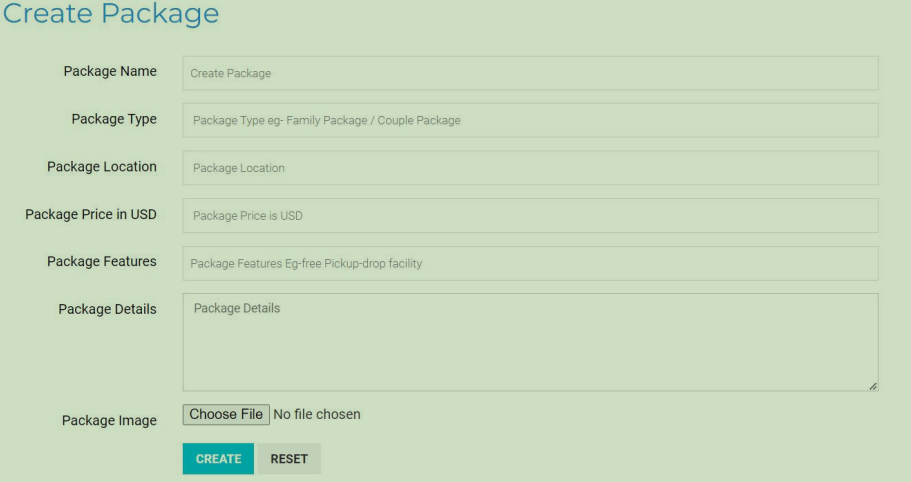 Create Package
Package Name Create Package
Package Type Package Type eg- Family Package / Couple Package
Package Location Package Location
Package Price in USD Package Price is USD
Package Features Package Features Eg-free Pickup-drop facility
Package Details Package Details
Package Image Choose File No file chosen
CREATE RESET